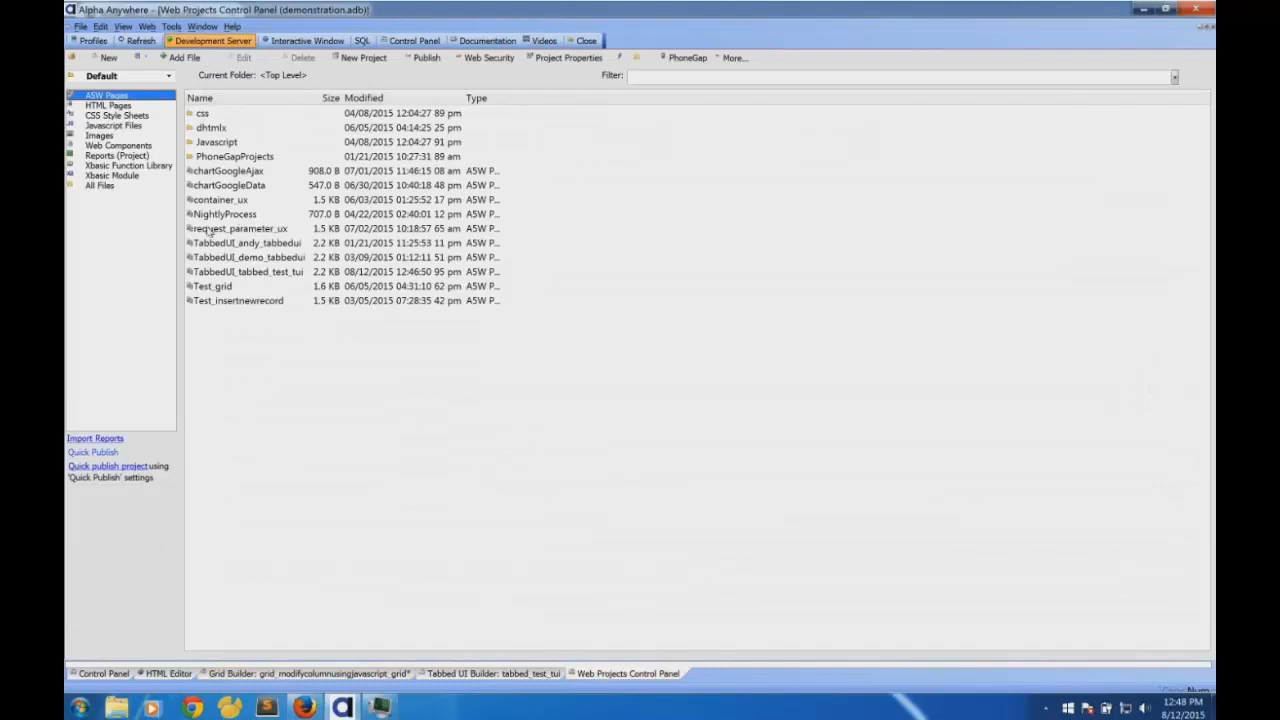 Alpha Anywhere - [Web Projects Control Panel (demonstration.adb)]
File Edit View Web Tools Window Help
Profiles Refresh Development Server Interactive Window SQL Control Panel Documentation Videos Close
New Add File Edit Delete New Project Publish Web Security Project Properties PhoneGap More...
Default Current Folder: <Top Level> Filter:
A5W Pages
HTML Pages
CSS Style Sheets
Javascript Files
Images
Web Components
Reports (Project)
Xbasic Function Library
Xbasic Module
All Files
Import Reports
Quick Publish
Quick publish project using
'Quick Publish' settings
Name Size Modified Type
css 04/08/2015 12:04:27 89 pm
dhtmlx 06/05/2015 04:14:25 25 pm
Javascript 04/08/2015 12:04:27 91 pm
PhoneGapProjects 01/21/2015 10:27:31 89 am
chartGoogleAjax 908.0 B 07/01/2015 11:46:15 08 am A5W P...
chartGoogleData 547.0 B 06/30/2015 10:40:18 48 pm A5W P...
container_ux 1.5 KB 06/03/2015 01:25:52 17 pm A5W P...
NightlyProcess 707.0 B 04/22/2015 02:40:01 12 pm A5W P...
request_parameter_ux 1.5 KB 07/02/2015 10:18:57 65 am A5W P...
TabbedUI_andy_tabbedui 2.2 KB 01/21/2015 11:25:53 11 pm A5W P...
TabbedUI_demo_tabbedui 2.2 KB 03/09/2015 01:12:11 51 pm A5W P...
TabbedUI_tabbed_test_tui 2.2 KB 08/12/2015 12:46:50 95 pm A5W P...
Test_grid 1.6 KB 06/05/2015 04:31:10 62 pm A5W P...
Test_insertnewrecord 1.5 KB 03/05/2015 07:28:35 42 pm A5W P...
Control Panel HTML Editor Grid Builder: grid_modifycolumnusingjavascript_grid* Tabbed UI Builder: tabbed_test_tui Web Projects Control Panel
Num
12:48 PM
8/12/2015